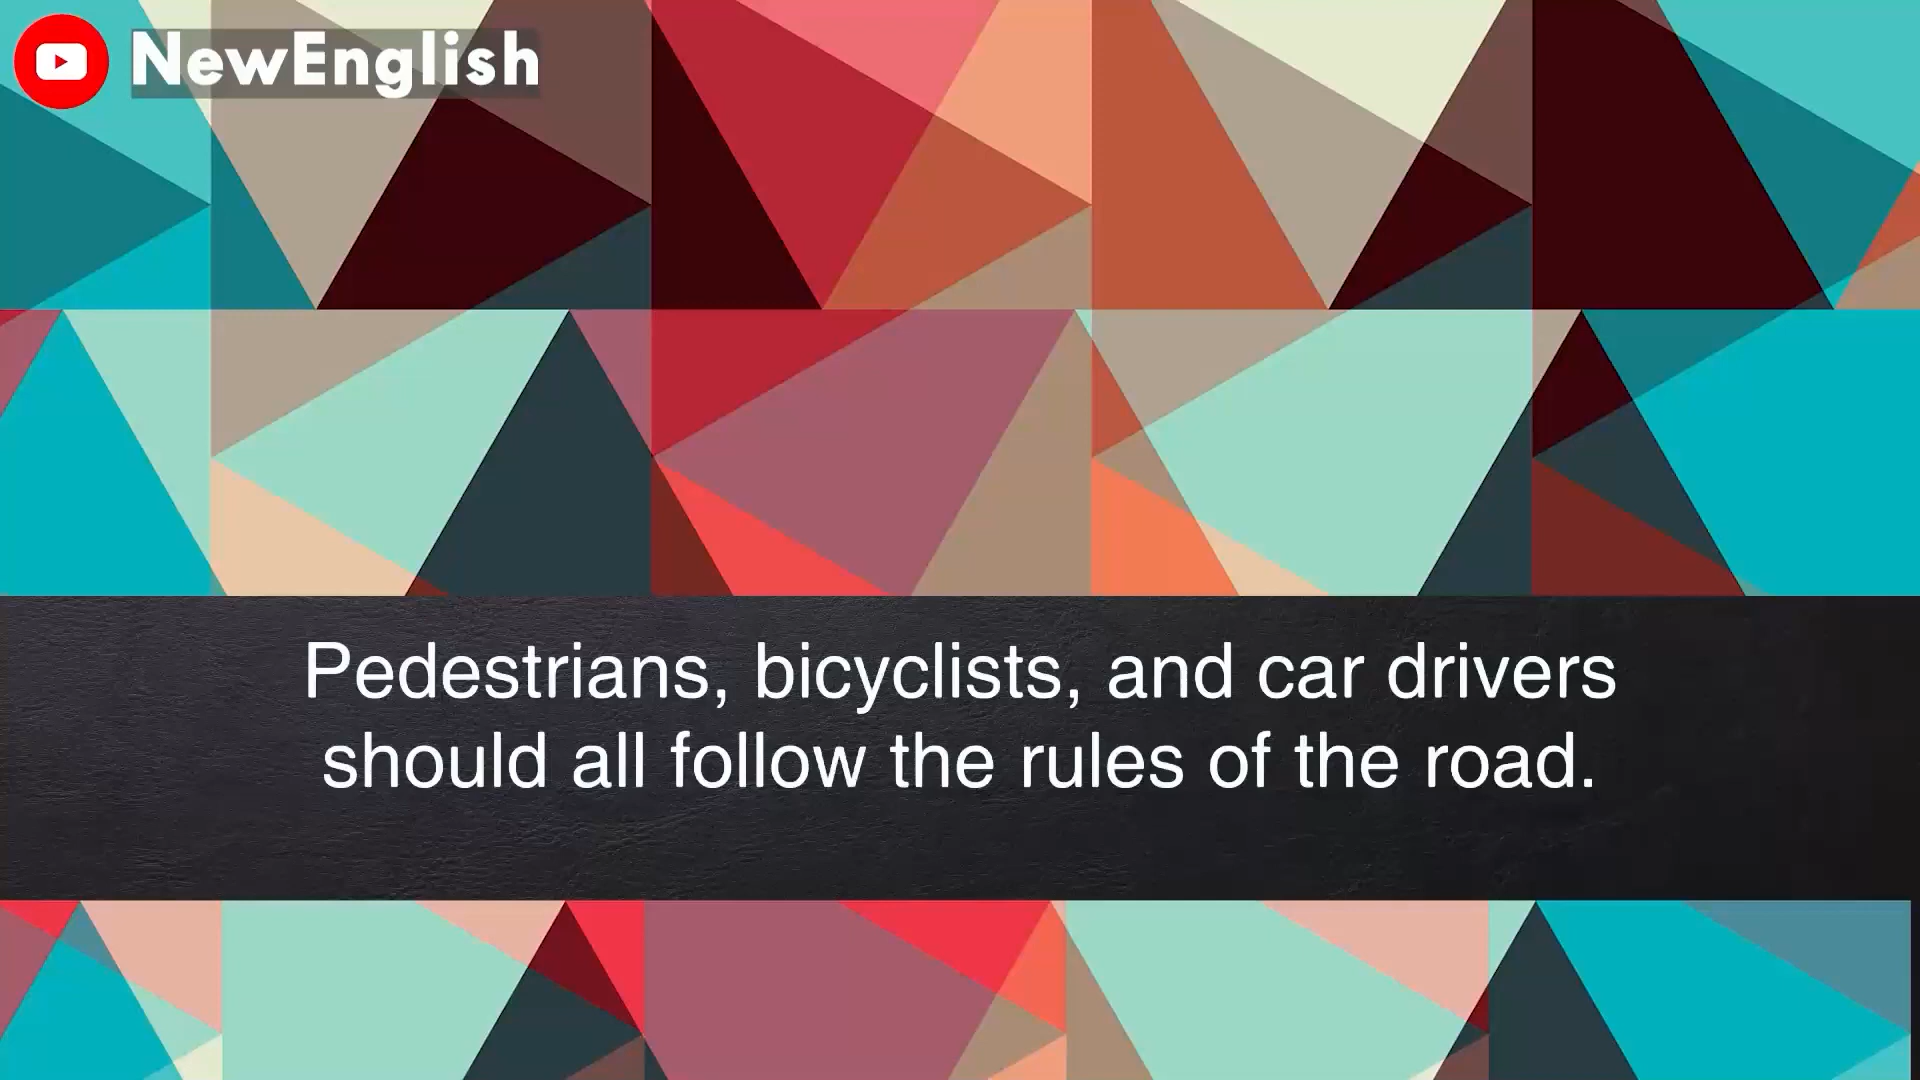 NewEnglish
Pedestrians, bicyclists, and car drivers
should all follow the rules of the road.